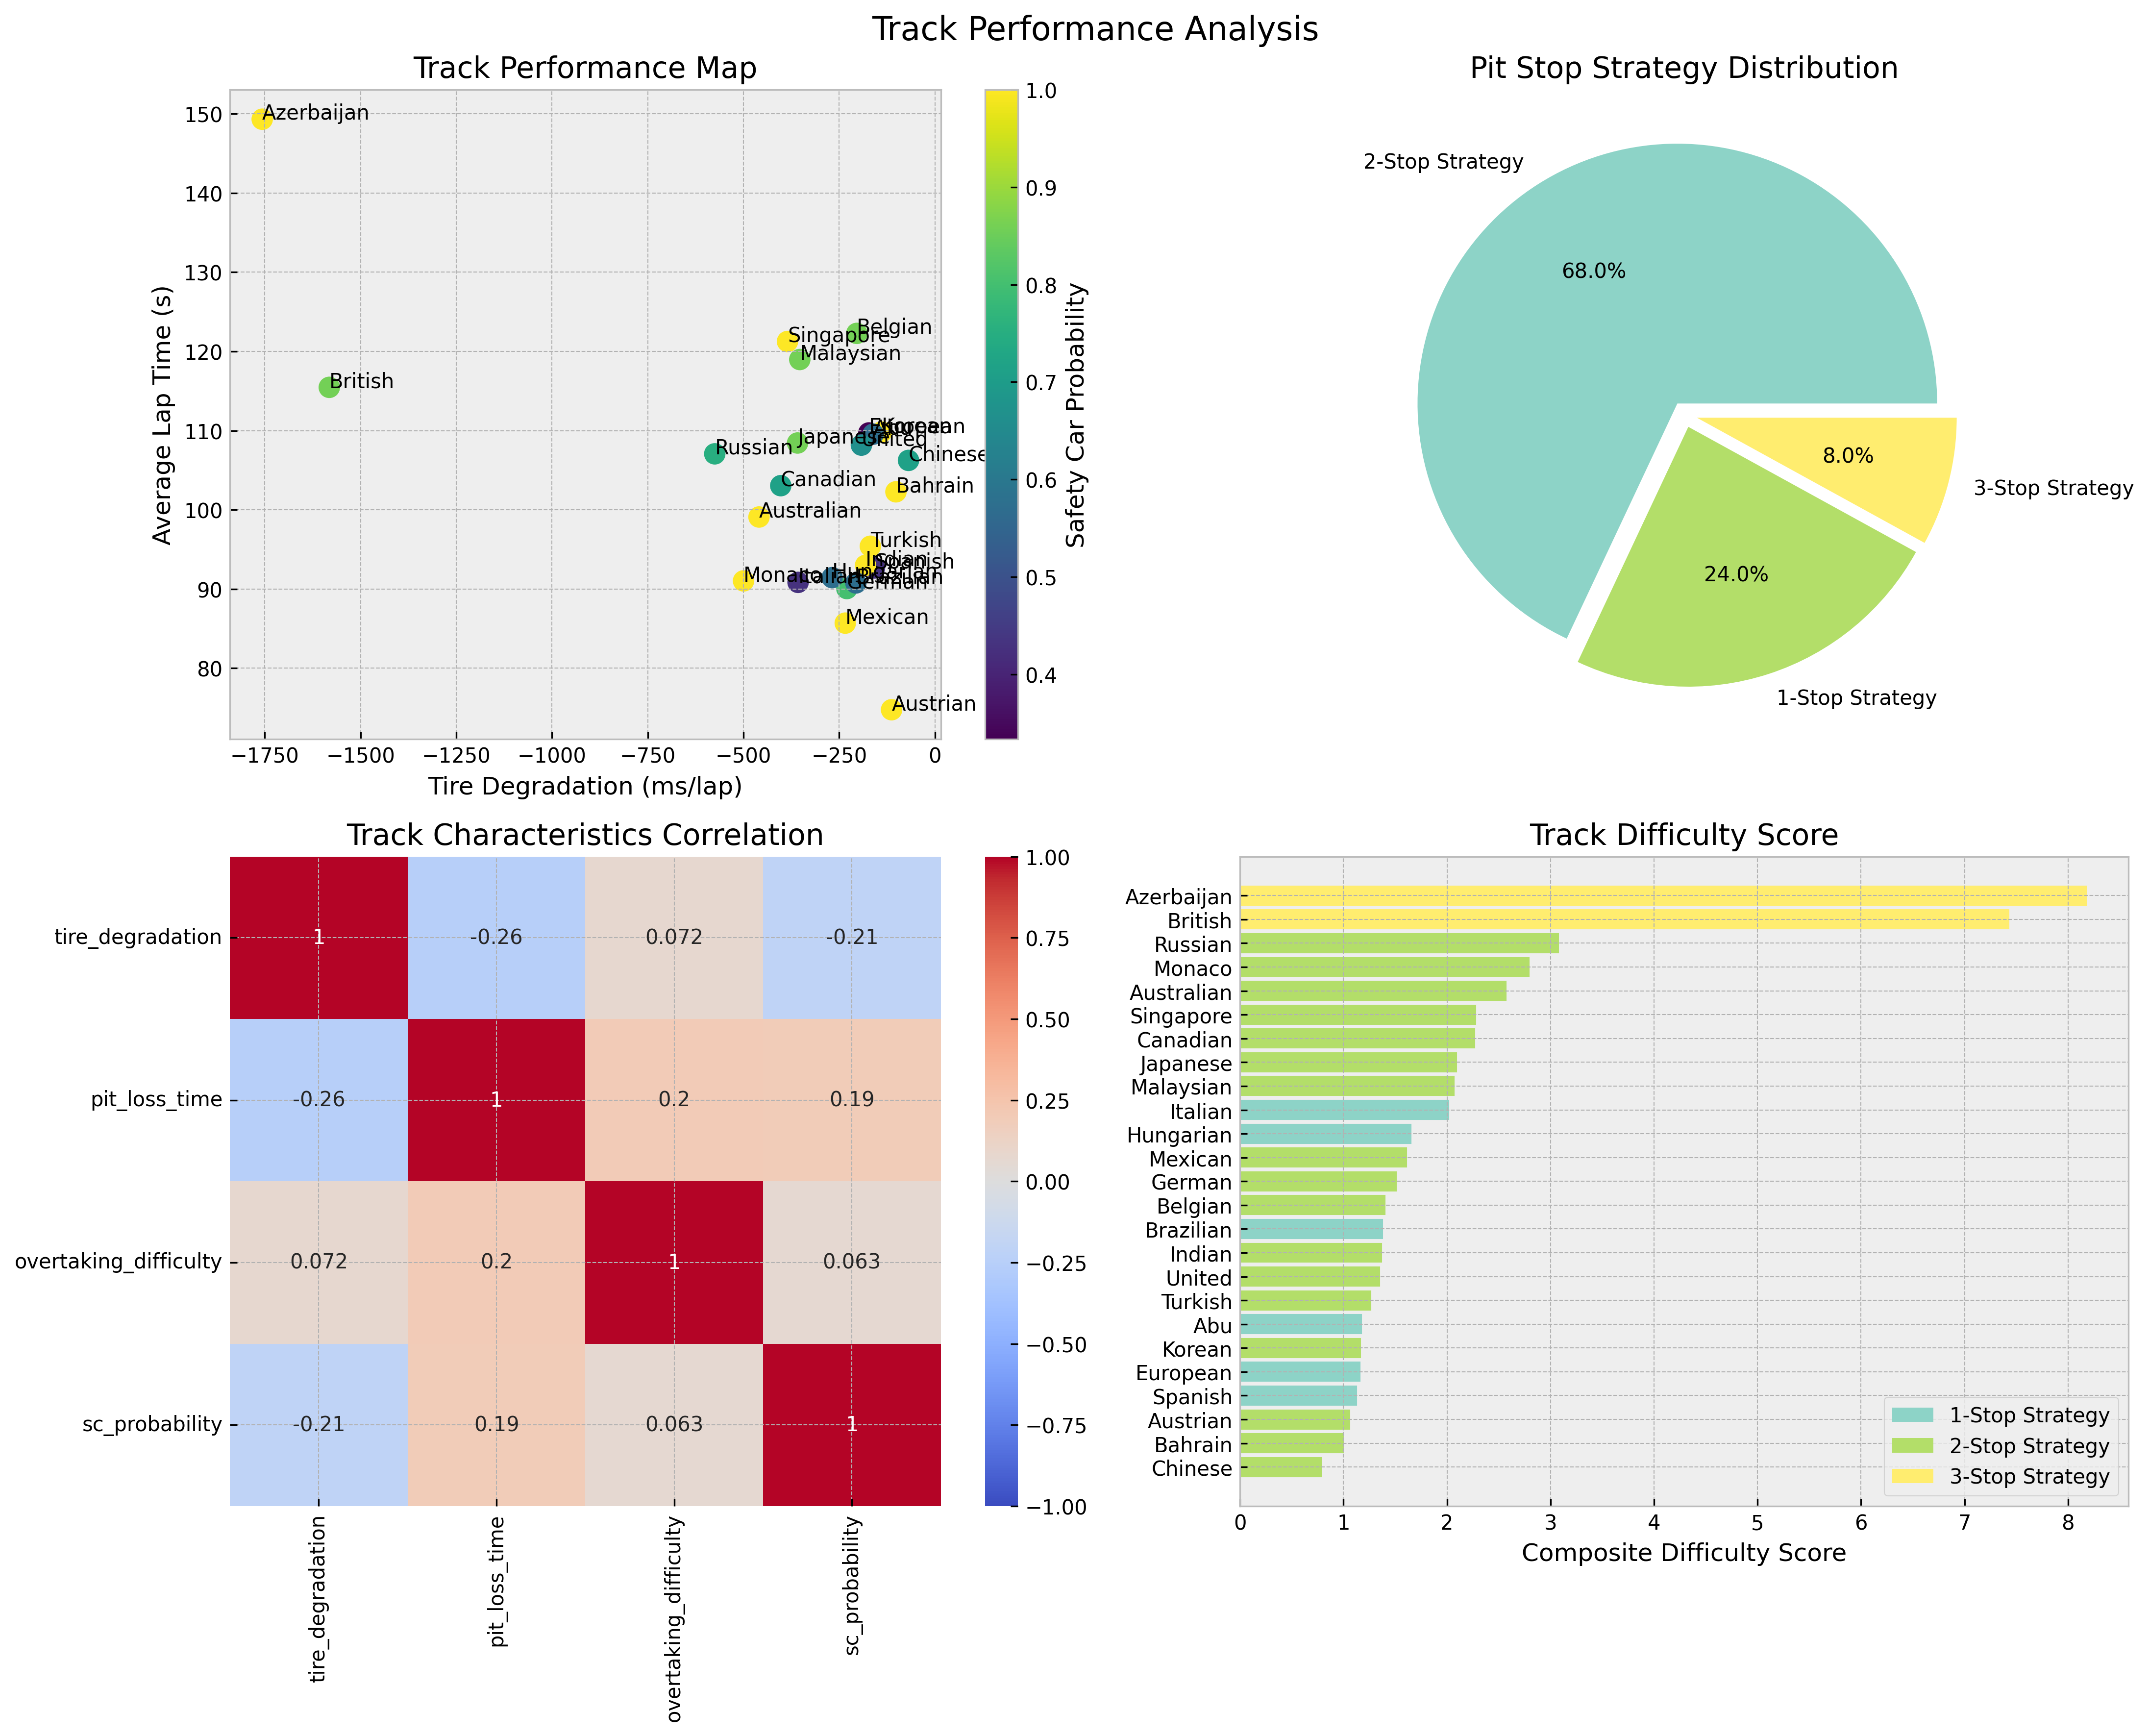 Track Performance Analysis
Track Performance Map
150
140
130
120
110
100
90
80
−1750
−1500
−1250
−1000
−750
−500
−250
0
Average Lap Time (s)
Tire Degradation (ms/lap)
Azerbaijan
Belgian
Singapore
Malaysian
British
Korean
Japanese
United
Russian
Chinese
Canadian
Bahrain
Australian
Turkish
Indian
Spanish
Monaco
Italian
Hungarian
Brazilian
German
Mexican
Austrian
1.0
0.9
0.8
0.7
0.6
0.5
0.4
Safety Car Probability
Pit Stop Strategy Distribution
2-Stop Strategy
68.0%
8.0%
3-Stop Strategy
24.0%
1-Stop Strategy
Track Characteristics Correlation
tire_degradation
1
-0.26
0.072
-0.21
pit_loss_time
-0.26
1
0.2
0.19
overtaking_difficulty
0.072
0.2
1
0.063
sc_probability
-0.21
0.19
0.063
1
tire_degradation
pit_loss_time
overtaking_difficulty
sc_probability
1.00
0.75
0.50
0.25
0.00
−0.25
−0.50
−0.75
−1.00
Track Difficulty Score
Azerbaijan
British
Russian
Monaco
Australian
Singapore
Canadian
Japanese
Malaysian
Italian
Hungarian
Mexican
German
Belgian
Brazilian
Indian
United
Turkish
Abu
Korean
European
Spanish
Austrian
Bahrain
Chinese
1-Stop Strategy
2-Stop Strategy
3-Stop Strategy
0
1
2
3
4
5
6
7
8
Composite Difficulty Score